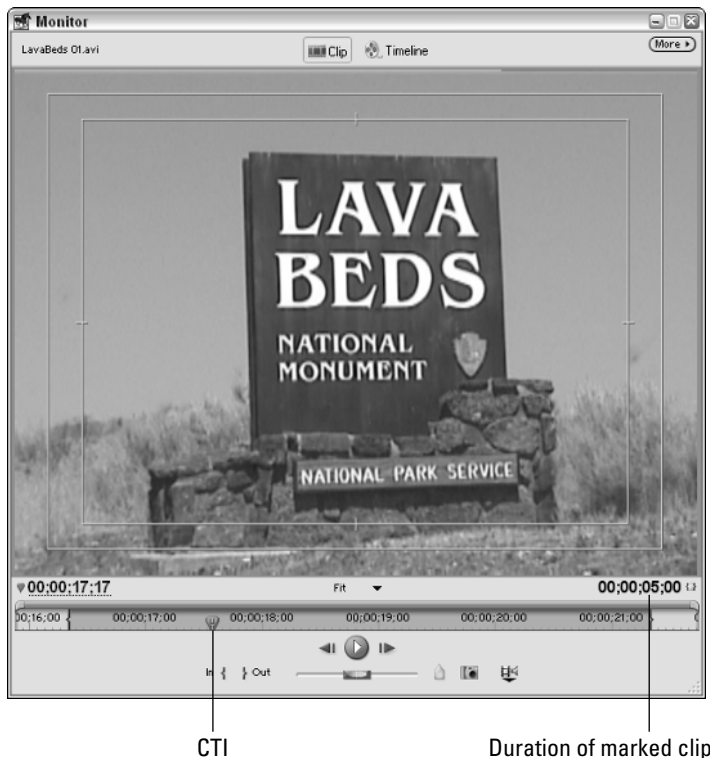 Monitor
LavaBeds 01.avi
Clip
Timeline
More
LAVA
BEDS
NATIONAL
MONUMENT
NATIONAL PARK SERVICE
00;00;17;17
Fit
00;00;05;00
00;16;00
00;00;17;00
00;00;18;00
00;00;19;00
00;00;20;00
00;00;21;00
In
Out
CTI
Duration of marked clip